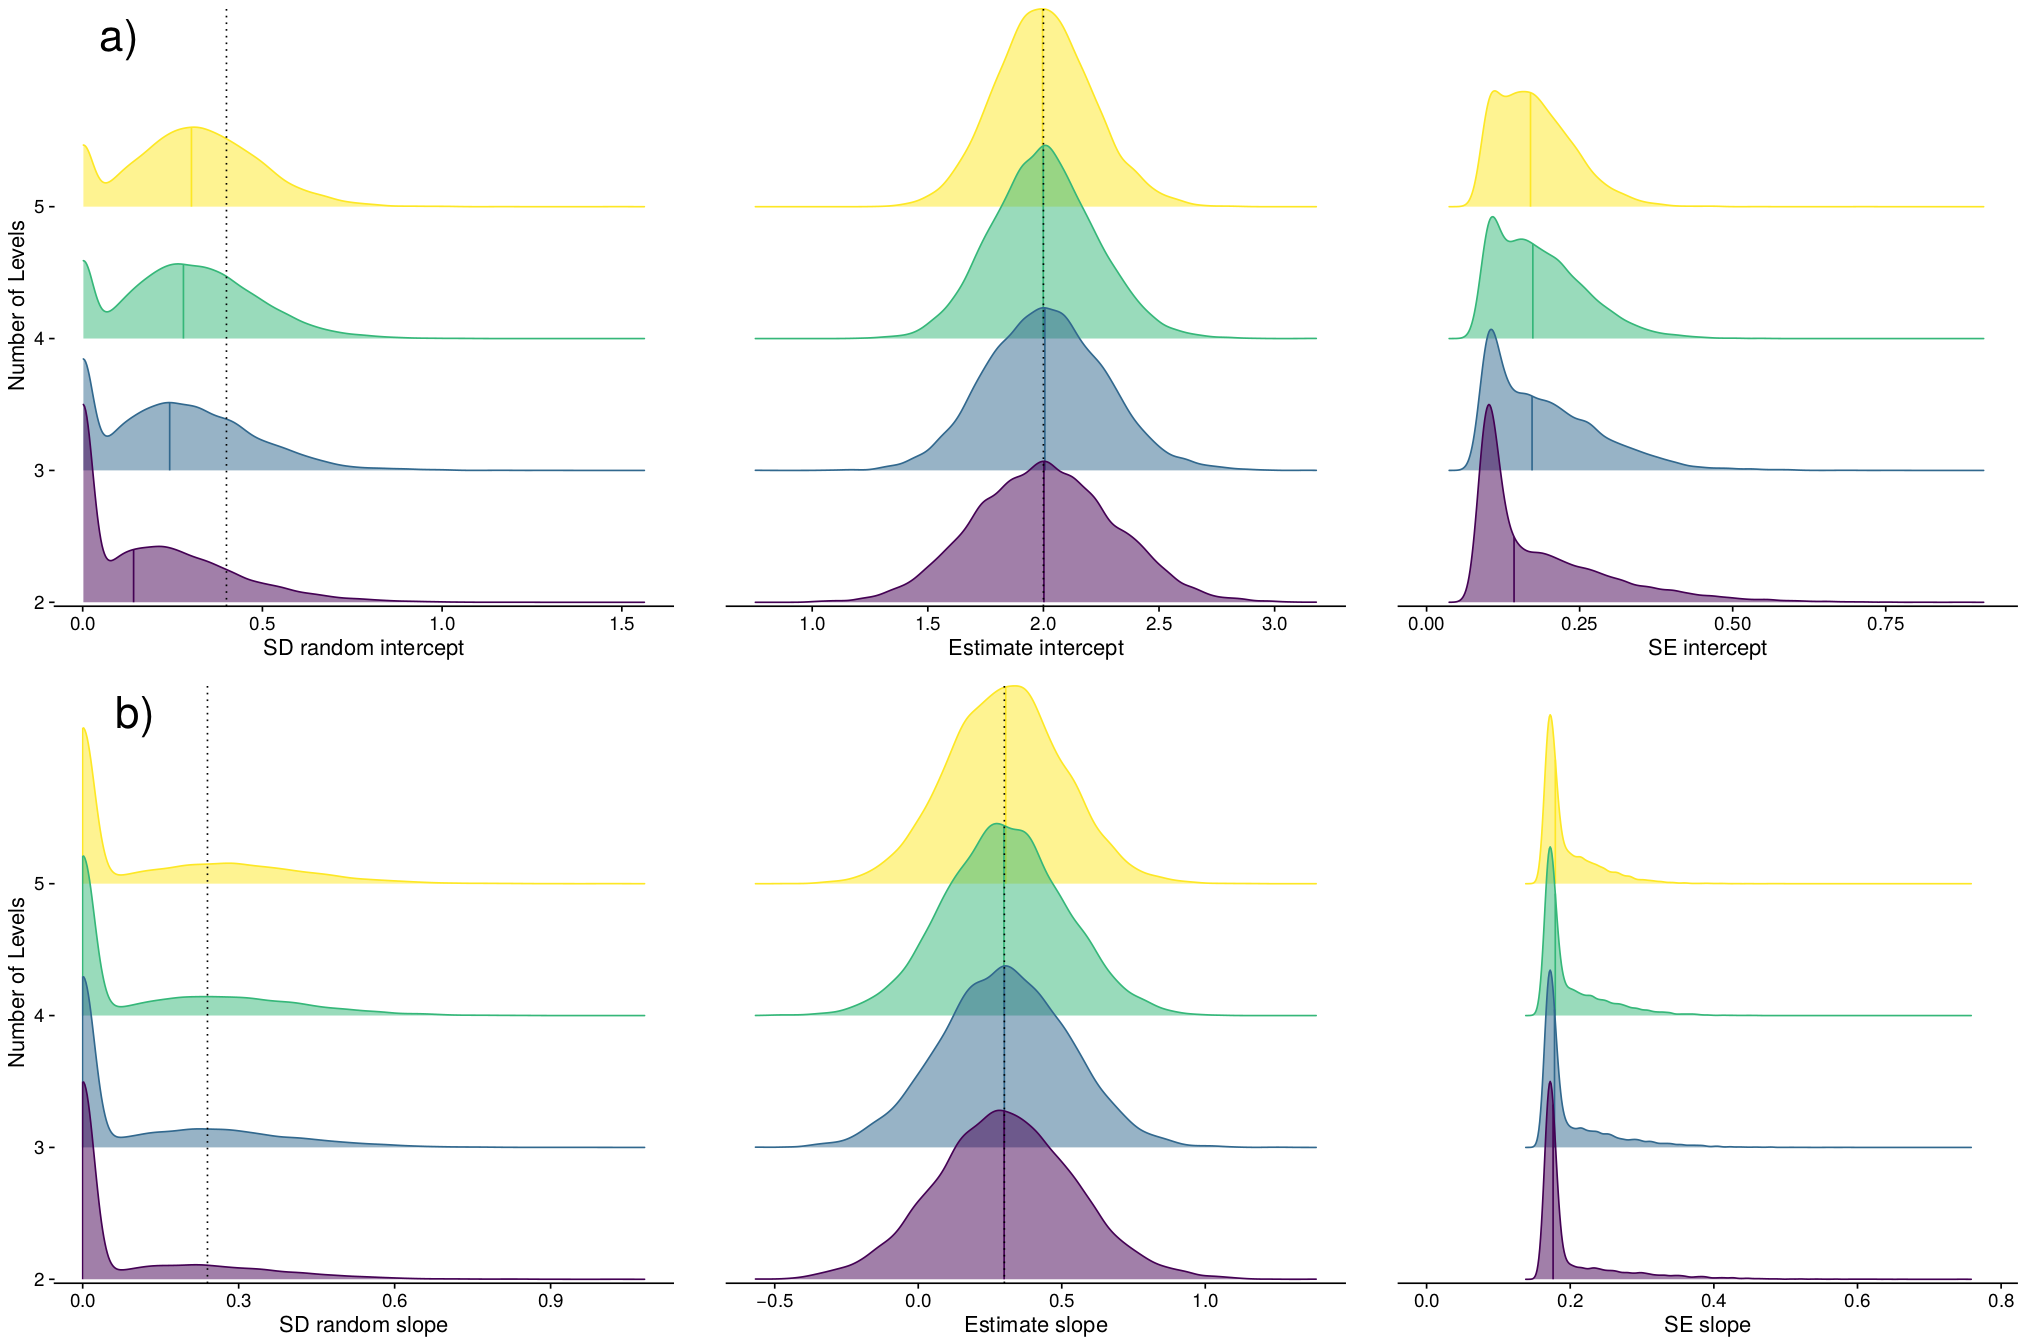 a)
Number of Levels
5
4
3
2
0.0 0.5 1.0 1.5
SD random intercept
1.0 1.5 2.0 2.5 3.0
Estimate intercept
0.00 0.25 0.50 0.75
SE intercept
b)
Number of Levels
5
4
3
2
0.0 0.3 0.6 0.9
SD random slope
−0.5 0.0 0.5 1.0
Estimate slope
0.0 0.2 0.4 0.6 0.8
SE slope